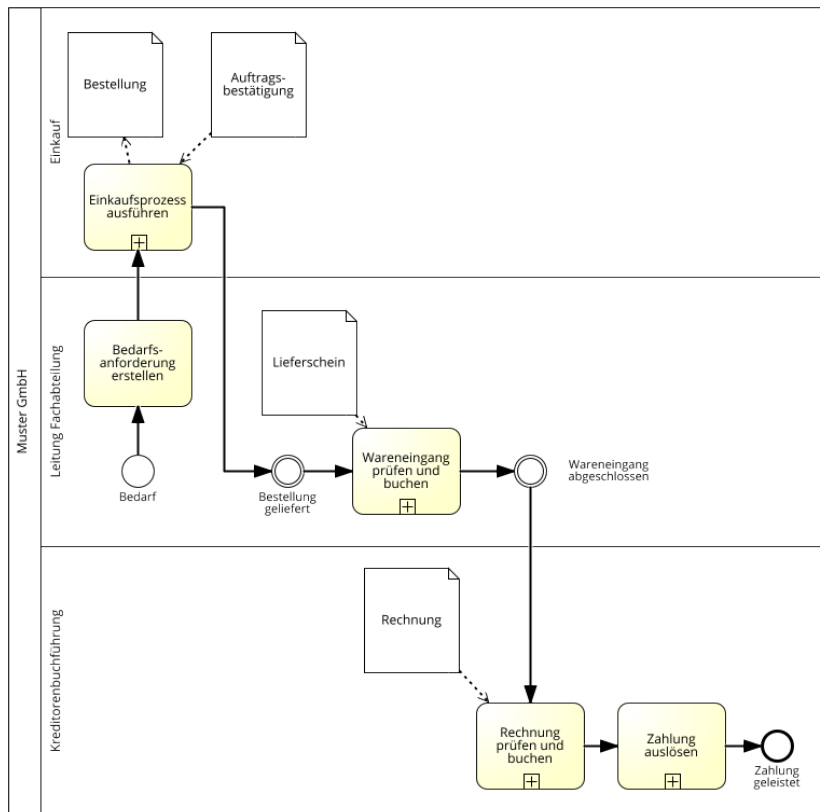 Muster GmbH
Einkauf
Bestellung
Auftrags-
bestätigung
Einkaufsprozess
ausführen
Leitung Fachabteilung
Bedarfs-
anforderung
erstellen
Bedarf
Lieferschein
Bestellung
geliefert
Wareneingang
prüfen und
buchen
Wareneingang
abgeschlossen
Kreditorenbuchführung
Rechnung
Rechnung
prüfen und
buchen
Zahlung
auslösen
Zahlung
geleistet